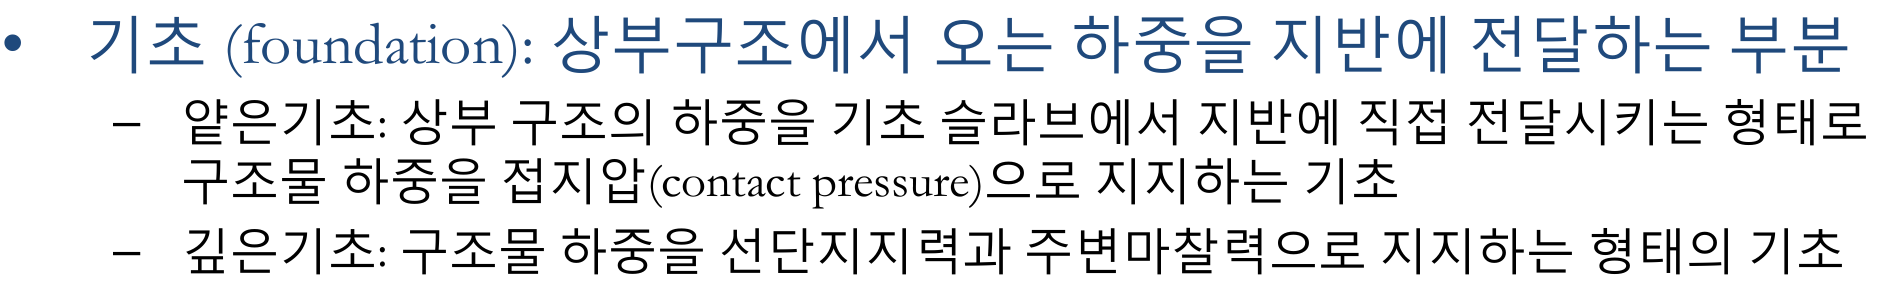 • 기초 (foundation): 상부구조에서 오는 하중을 지반에 전달하는 부분
– 얕은기초: 상부 구조의 하중을 기초 슬라브에서 지반에 직접 전달시키는 형태로
구조물 하중을 접지압(contact pressure)으로 지지하는 기초
– 깊은기초: 구조물 하중을 선단지지력과 주변마찰력으로 지지하는 형태의 기초